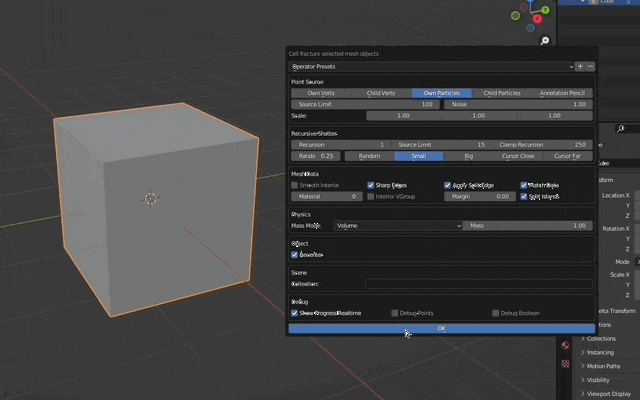 Cube
Cell fracture selected mesh objects
Operator Presets
Point Source
Own Verts Child Verts Own Particles Child Particles Annotation Pencil
Source Limit 100 Noise 1.00
Scale: 1.00 1.00 1.00
Recursive Shatter
Recursion 1 Source Limit 15 Clamp Recursion 250
Rando 0.25 Random Small Big Cursor Close Cursor Far
Mesh Data
Smooth Interior Sharp Edges Apply Split Edge Match Data
Material 0 Interior VGroup Margin 0.00 Split Islands
Physics
Mass Mode Volume Mass 1.00
Object
Recenter
Scene
Collection:
Debug
Show Progress Realtime Debug Points Debug Boolean
OK
Cube
Location X
Y
Z
Rotation X
Y
Z
Mode
Scale X
Y
Z
Delta Transform
Collections
Instancing
Motion Paths
Visibility
Viewport Display